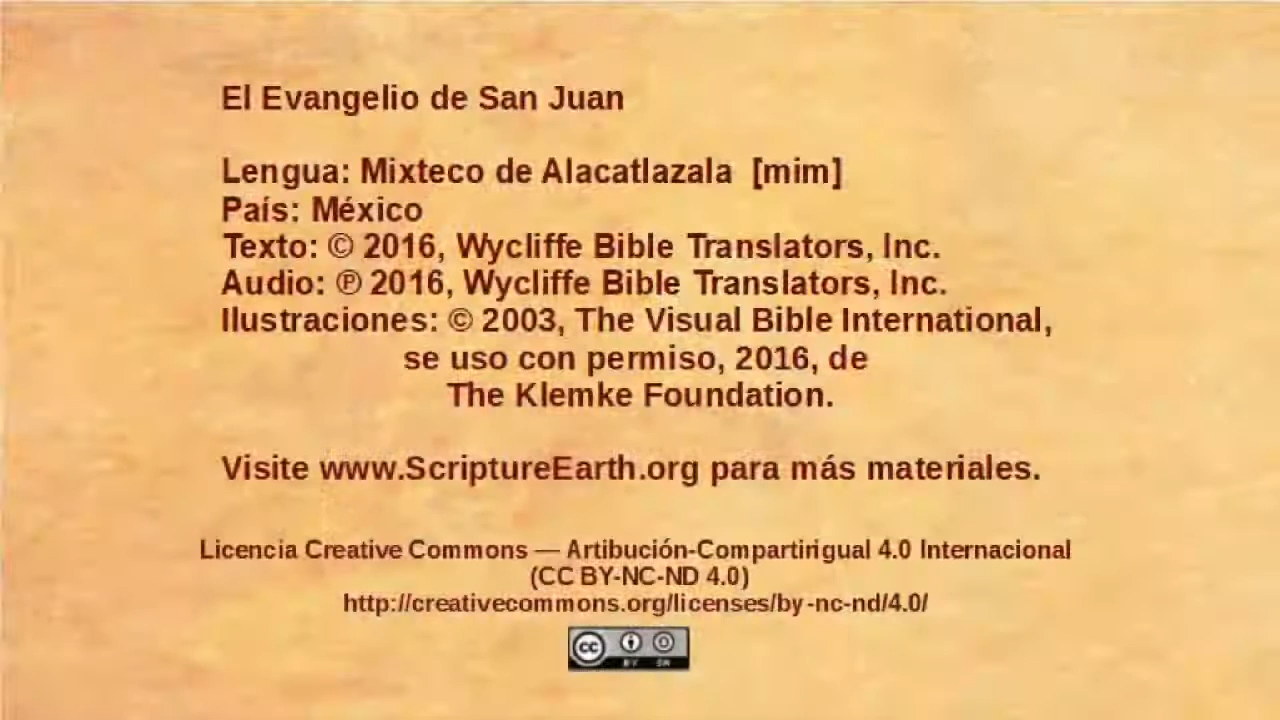 El Evangelio de San Juan
Lengua: Mixteco de Alacatlazala [mim]
País: México
Texto: © 2016, Wycliffe Bible Translators, Inc.
Audio: ℗ 2016, Wycliffe Bible Translators, Inc.
Ilustraciones: © 2003, The Visual Bible International,
se uso con permiso, 2016, de
The Klemke Foundation.
Visite www.ScriptureEarth.org para más materiales.
Licencia Creative Commons — Artibución-CompartirIgual 4.0 Internacional
(CC BY-NC-ND 4.0)
http://creativecommons.org/licenses/by-nc-nd/4.0/
cc
BY SA